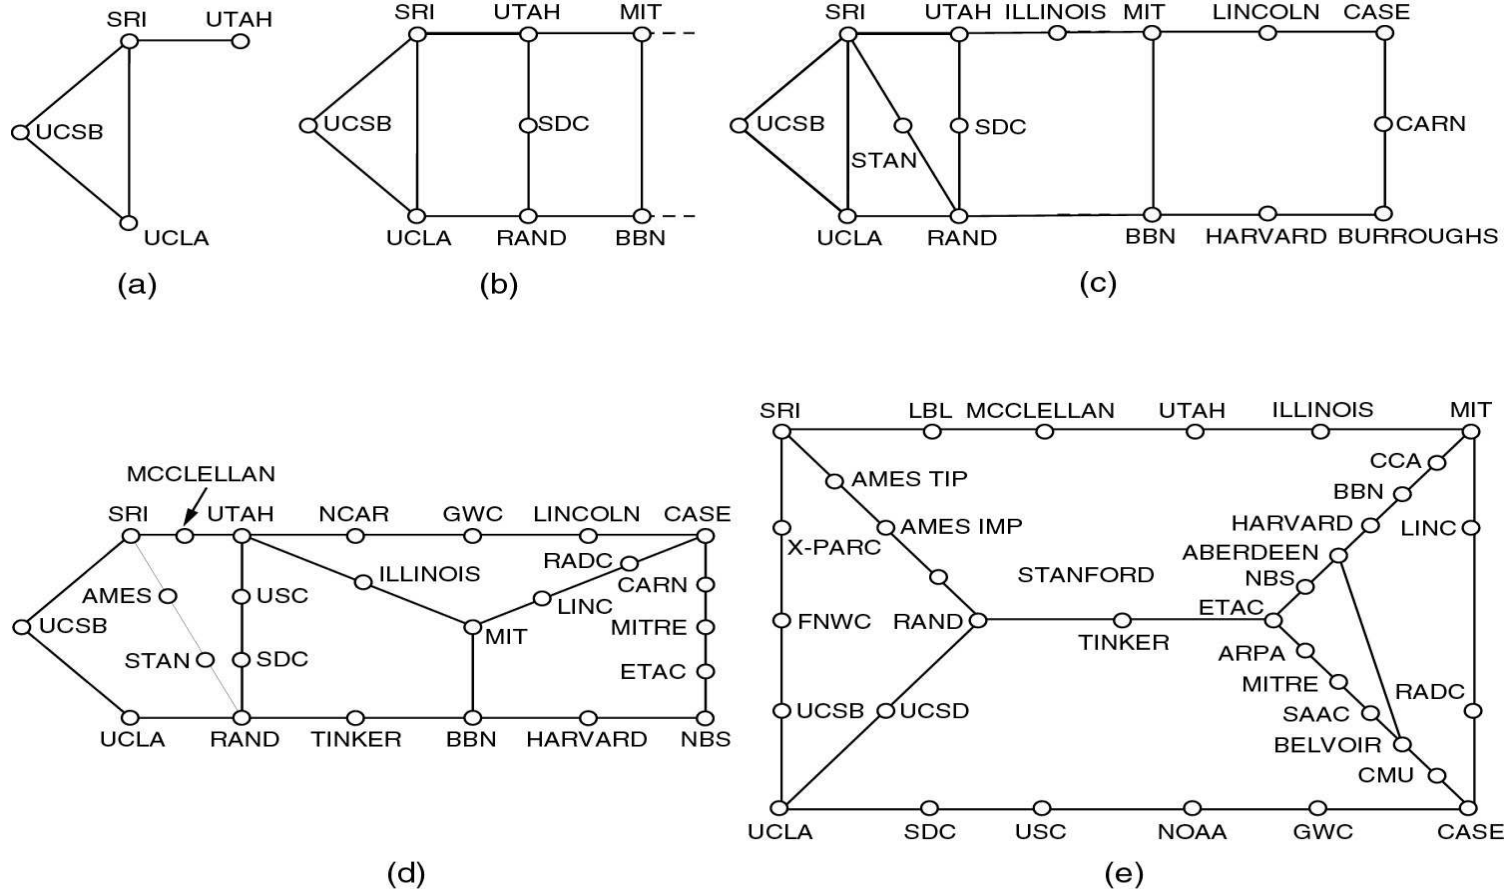 SRI UTAH
UCSB
UCLA
(a)
SRI UTAH MIT
UCSB SDC
UCLA RAND BBN
(b)
SRI UTAH ILLINOIS MIT LINCOLN CASE
UCSB SDC CARN
STAN
UCLA RAND BBN HARVARD BURROUGHS
(c)
MCCLELLAN
SRI UTAH NCAR GWC LINCOLN CASE
RADC
ILLINOIS CARN
AMES USC LINC
UCSB MIT MITRE
STAN SDC ETAC
UCLA RAND TINKER BBN HARVARD NBS
(d)
SRI LBL MCCLELLAN UTAH ILLINOIS MIT
CCA
AMES TIP
BBN
AMES IMP HARVARD LINC
X-PARC ABERDEEN
STANFORD NBS
ETAC
FNWC RAND
TINKER
ARPA
MITRE RADC
UCSB UCSD SAAC
BELVOIR
CMU
UCLA SDC USC NOAA GWC CASE
(e)